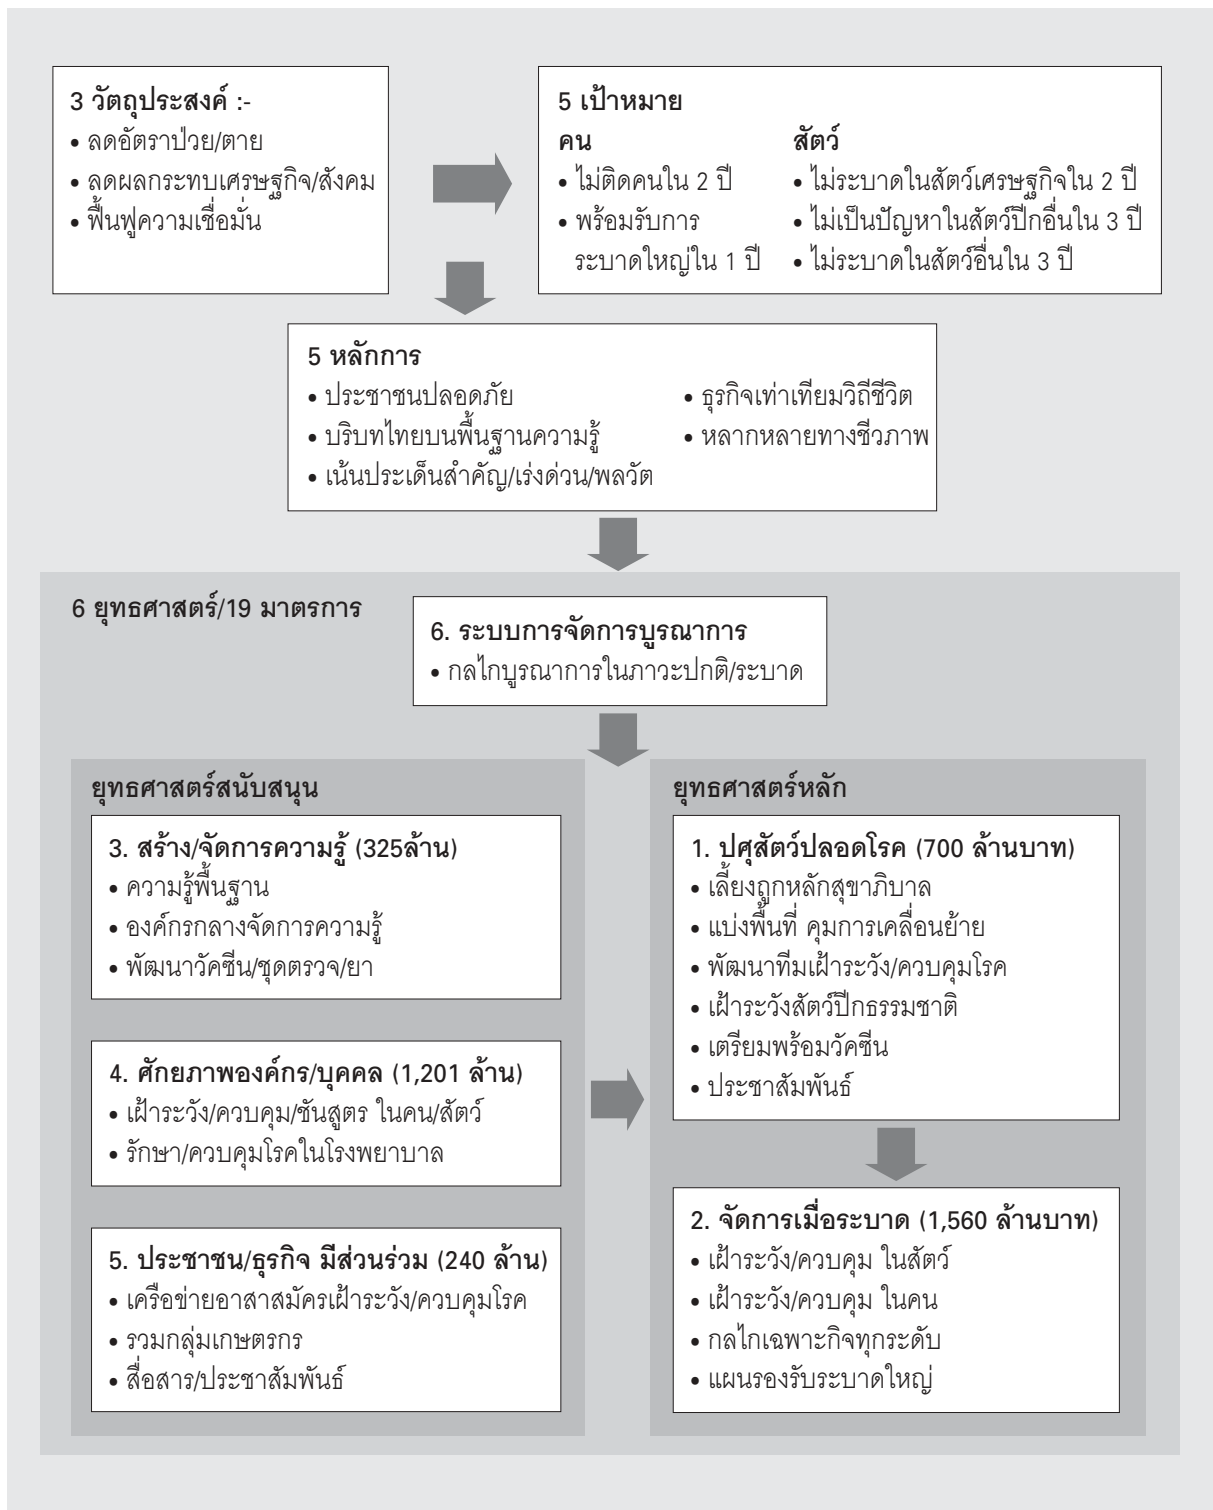 3 วัตถุประสงค์ :-
• ลดอัตราป่วย/ตาย
• ลดผลกระทบเศรษฐกิจ/สังคม
• ฟื้นฟูความเชื่อมั่น
5 เป้าหมาย
คน
• ไม่ติดคนใน 2 ปี
• พร้อมรับการ
ระบาดใหญ่ใน 1 ปี
สัตว์
• ไม่ระบาดในสัตว์เศรษฐกิจใน 2 ปี
• ไม่เป็นปัญหาในสัตว์ปีกอื่นใน 3 ปี
• ไม่ระบาดในสัตว์อื่นใน 3 ปี
5 หลักการ
• ประชาชนปลอดภัย
• บริบทไทยบนพื้นฐานความรู้
• เน้นประเด็นสำคัญ/เร่งด่วน/พลวัต
• ธุรกิจเท่าเทียมวิถีชีวิต
• หลากหลายทางชีวภาพ
6 ยุทธศาสตร์/19 มาตรการ
6. ระบบการจัดการบูรณาการ
• กลไกบูรณาการในภาวะปกติ/ระบาด
ยุทธศาสตร์สนับสนุน
3. สร้าง/จัดการความรู้ (325ล้าน)
• ความรู้พื้นฐาน
• องค์กรกลางจัดการความรู้
• พัฒนาวัคซีน/ชุดตรวจ/ยา
4. ศักยภาพองค์กร/บุคคล (1,201 ล้าน)
• เฝ้าระวัง/ควบคุม/ชันสูตร ในคน/สัตว์
• รักษา/ควบคุมโรคในโรงพยาบาล
5. ประชาชน/ธุรกิจ มีส่วนร่วม (240 ล้าน)
• เครือข่ายอาสาสมัครเฝ้าระวัง/ควบคุมโรค
• รวมกลุ่มเกษตรกร
• สื่อสาร/ประชาสัมพันธ์
ยุทธศาสตร์หลัก
1. ปศุสัตว์ปลอดโรค (700 ล้านบาท)
• เลี้ยงถูกหลักสุขาภิบาล
• แบ่งพื้นที่ คุมการเคลื่อนย้าย
• พัฒนาทีมเฝ้าระวัง/ควบคุมโรค
• เฝ้าระวังสัตว์ปีกธรรมชาติ
• เตรียมพร้อมวัคซีน
• ประชาสัมพันธ์
2. จัดการเมื่อระบาด (1,560 ล้านบาท)
• เฝ้าระวัง/ควบคุม ในสัตว์
• เฝ้าระวัง/ควบคุม ในคน
• กลไกเฉพาะกิจทุกระดับ
• แผนรองรับระบาดใหญ่